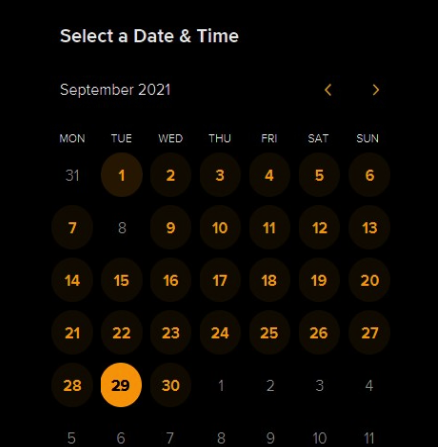 Select a Date & Time
September 2021
MON TUE WED THU FRI SAT SUN
31 1 2 3 4 5 6
7 8 9 10 11 12 13
14 15 16 17 18 19 20
21 22 23 24 25 26 27
28 29 30 1 2 3 4
5 6 7 8 9 10 11